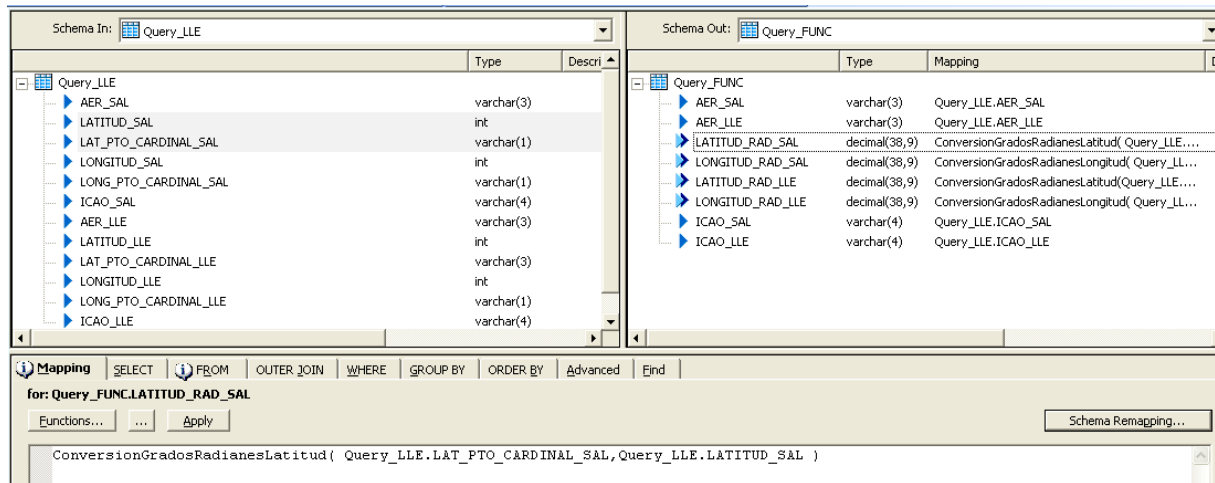 Schema In: Query_LLE
Type Descri
Query_LLE
AER_SAL varchar(3)
LATITUD_SAL int
LAT_PTO_CARDINAL_SAL varchar(1)
LONGITUD_SAL int
LONG_PTO_CARDINAL_SAL varchar(1)
ICAO_SAL varchar(4)
AER_LLE varchar(3)
LATITUD_LLE int
LAT_PTO_CARDINAL_LLE varchar(3)
LONGITUD_LLE int
LONG_PTO_CARDINAL_LLE varchar(1)
ICAO_LLE varchar(4)
Schema Out: Query_FUNC
Type Mapping
Query_FUNC
AER_SAL varchar(3) Query_LLE.AER_SAL
AER_LLE varchar(3) Query_LLE.AER_LLE
LATITUD_RAD_SAL decimal(38,9) ConversionGradosRadianesLatitud( Query_LLE....
LONGITUD_RAD_SAL decimal(38,9) ConversionGradosRadianesLongitud( Query_LL...
LATITUD_RAD_LLE decimal(38,9) ConversionGradosRadianesLatitud(Query_LLE....
LONGITUD_RAD_LLE decimal(38,9) ConversionGradosRadianesLongitud( Query_LL...
ICAO_SAL varchar(4) Query_LLE.ICAO_SAL
ICAO_LLE varchar(4) Query_LLE.ICAO_LLE
Mapping SELECT FROM OUTER JOIN WHERE GROUP BY ORDER BY Advanced Find
for: Query_FUNC.LATITUD_RAD_SAL
Functions... ... Apply Schema Remapping...
ConversionGradosRadianesLatitud( Query_LLE.LAT_PTO_CARDINAL_SAL,Query_LLE.LATITUD_SAL )